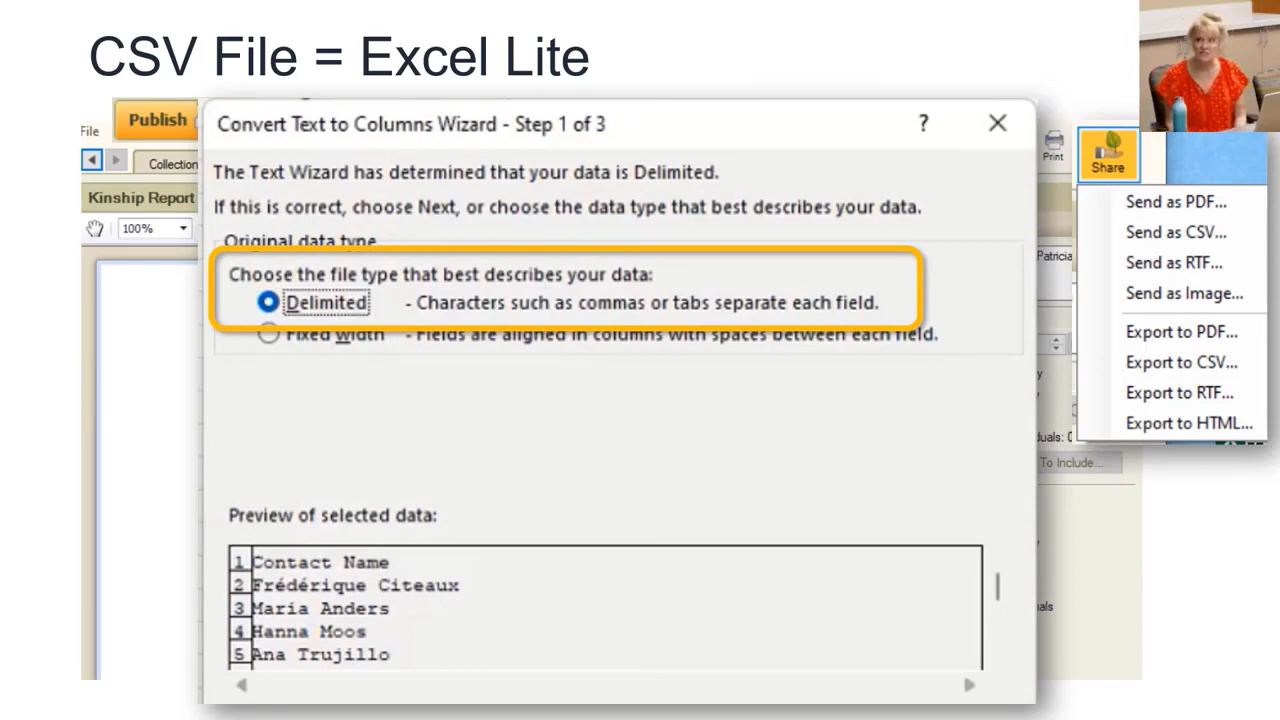 CSV File = Excel Lite
File
Publish
Collection
Kinship Report
100%
Convert Text to Columns Wizard - Step 1 of 3
?
The Text Wizard has determined that your data is Delimited.
If this is correct, choose Next, or choose the data type that best describes your data.
Original data type
Choose the file type that best describes your data:
Delimited - Characters such as commas or tabs separate each field.
Fixed width - Fields are aligned in columns with spaces between each field.
Preview of selected data:
1 Contact Name
2 Frédérique Citeaux
3 Maria Anders
4 Hanna Moos
5 Ana Trujillo
Print
Share
Send as PDF...
Send as CSV...
Send as RTF...
Send as Image...
Export to PDF...
Export to CSV...
Export to RTF...
Export to HTML...
Patricia
To Include...